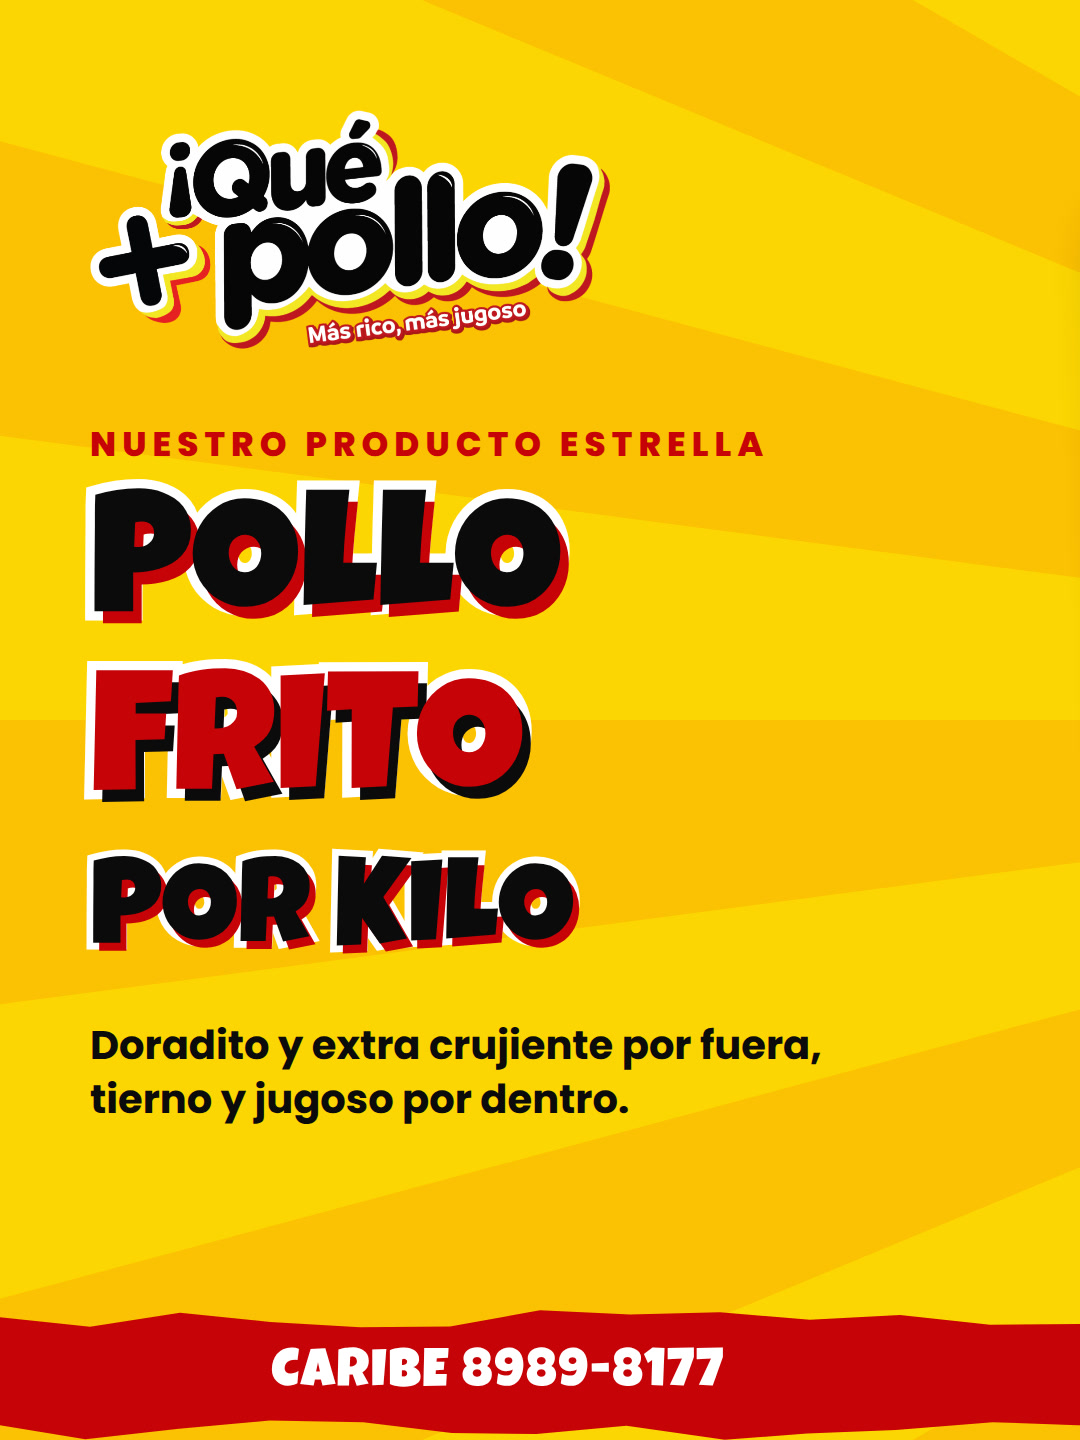 ¡Qué
+ pollo!
Más rico, más jugoso
NUESTRO PRODUCTO ESTRELLA
POLLO
FRITO
POR KILO
Doradito y extra crujiente por fuera,
tierno y jugoso por dentro.
CARIBE 8989-8177